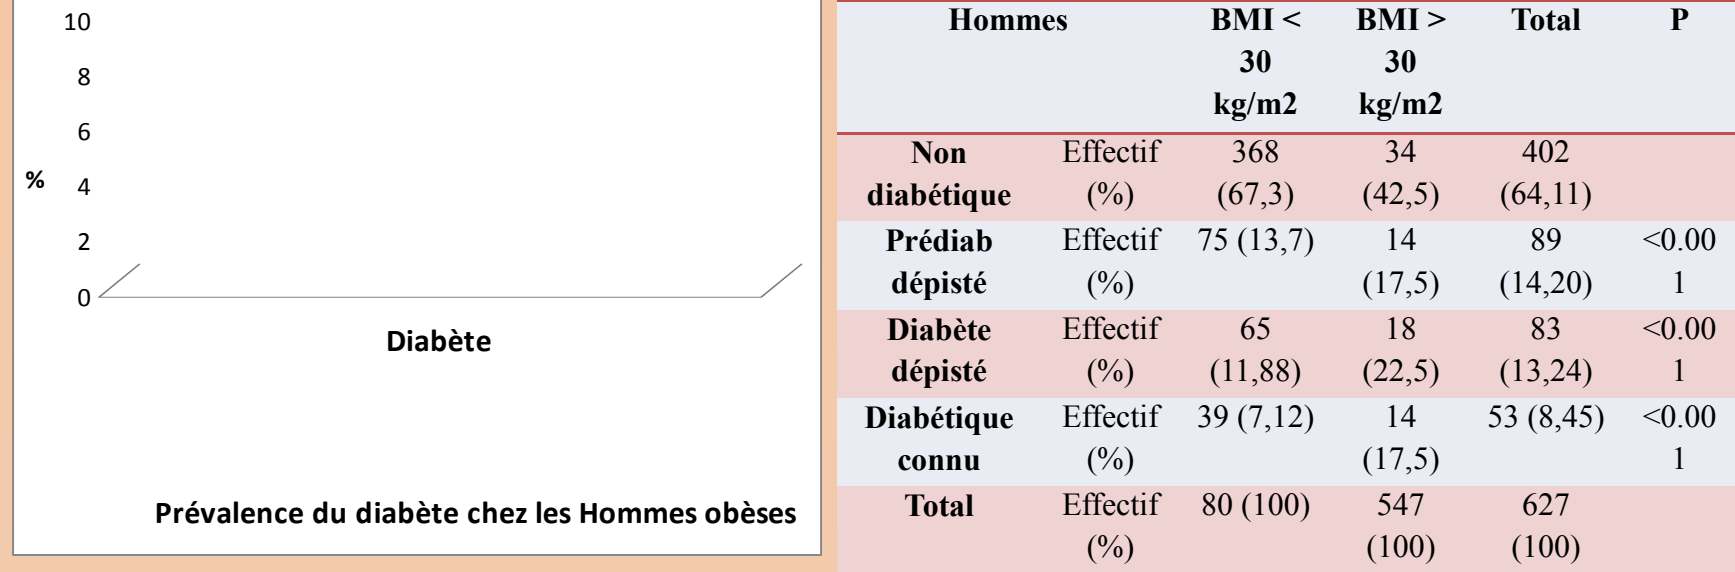 10
8
6
% 4
2
0
Diabète
Prévalence du diabète chez les Hommes obèses
Hommes BMI < BMI > Total P
30 30
kg/m2 kg/m2
Non Effectif 368 34 402
diabétique (%) (67,3) (42,5) (64,11)
Prédiab Effectif 75 (13,7) 14 89 <0.00
dépisté (%) (17,5) (14,20) 1
Diabète Effectif 65 18 83 <0.00
dépisté (%) (11,88) (22,5) (13,24) 1
Diabétique Effectif 39 (7,12) 14 53 (8,45) <0.00
connu (%) (17,5) 1
Total Effectif 80 (100) 547 627
(%) (100) (100)